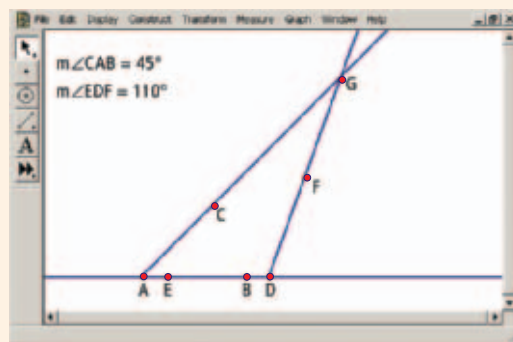 File Edit Display Construct Transform Measure Graph Window Help
m∠CAB = 45°
m∠EDF = 110°
G
F
C
A E B D
A